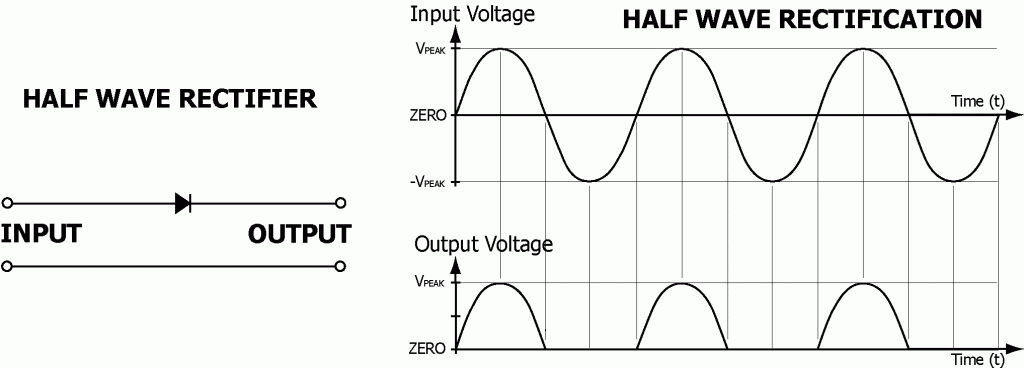 HALF WAVE RECTIFIER
INPUT
OUTPUT
Input Voltage
HALF WAVE RECTIFICATION
VPEAK
Time (t)
ZERO
-VPEAK
Output Voltage
VPEAK
ZERO
Time (t)